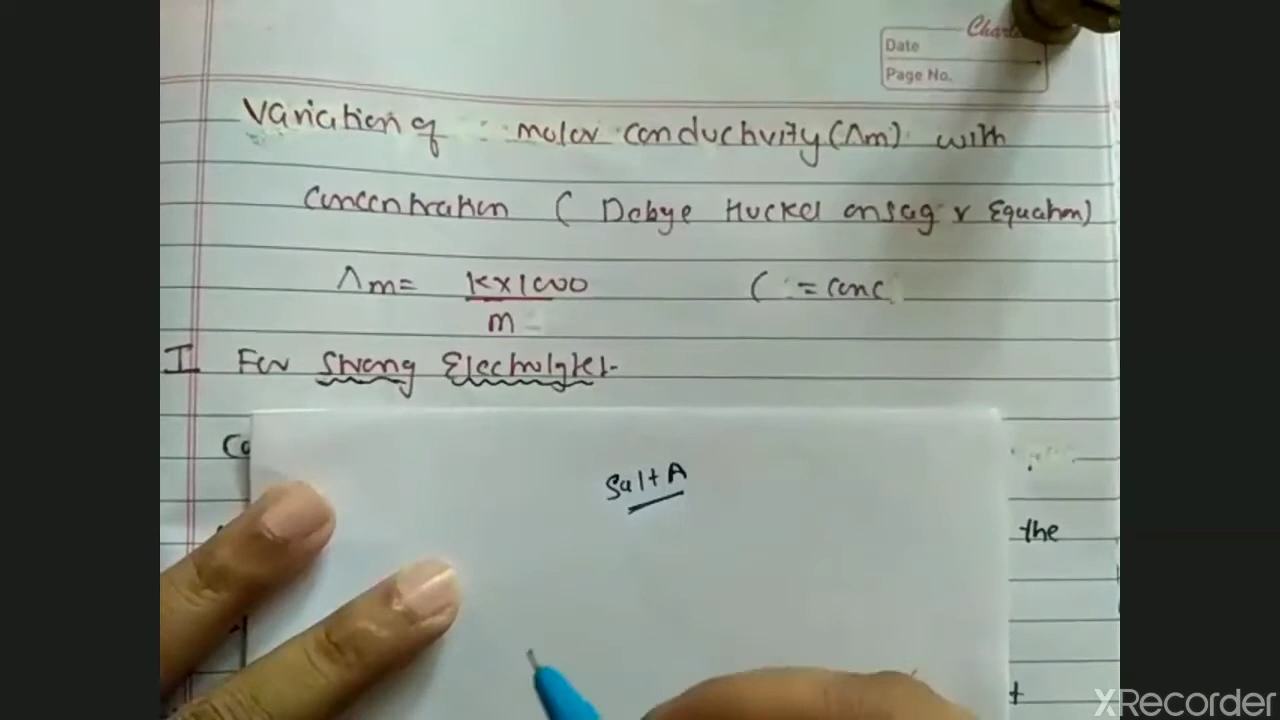 Date
Page No.
Variation of molar conductivity (Λm) with
concentration ( Debye Huckel onsag r Equation)
Λm = K x 1000 C = conc
m
I For Strong Electrolytes-
Salt A
the
XRecorder